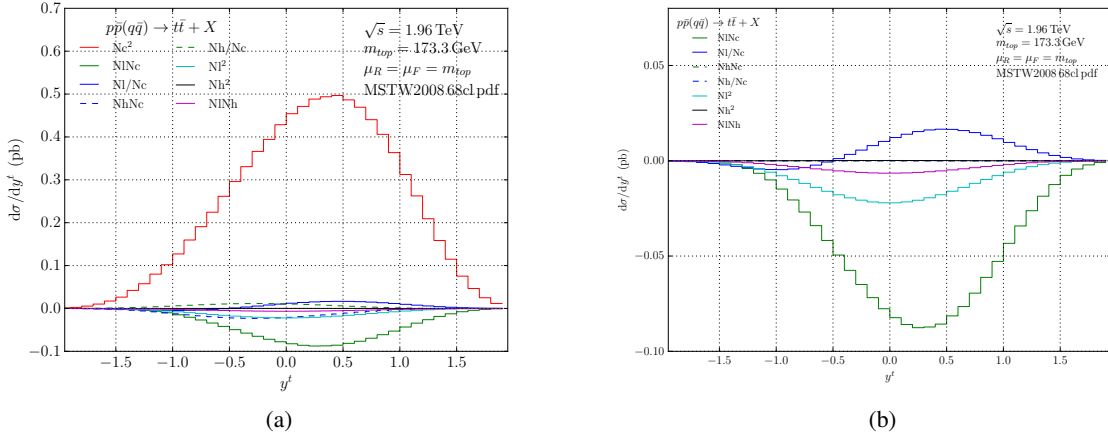 pp̄(qq̄) → tt̄ + X
Nc²
NlNc
Nl/Nc
NhNc
Nh/Nc
Nl²
Nh²
NlNh
√s = 1.96 TeV
m_top = 173.3 GeV
μ_R = μ_F = m_top
MSTW2008 68cl pdf
dσ/dy^t (pb)
0.7
0.6
0.5
0.4
0.3
0.2
0.1
0.0
−0.1
−1.5 −1.0 −0.5 0.0 0.5 1.0 1.5
y^t
(a)
pp̄(qq̄) → tt̄ + X
NlNc
Nl/Nc
NhNc
Nh/Nc
Nl²
Nh²
NlNh
√s = 1.96 TeV
m_top = 173.3 GeV
μ_R = μ_F = m_top
MSTW2008 68cl pdf
dσ/dy^t (pb)
0.05
0.00
−0.05
−0.10
−1.5 −1.0 −0.5 0.0 0.5 1.0 1.5
y^t
(b)